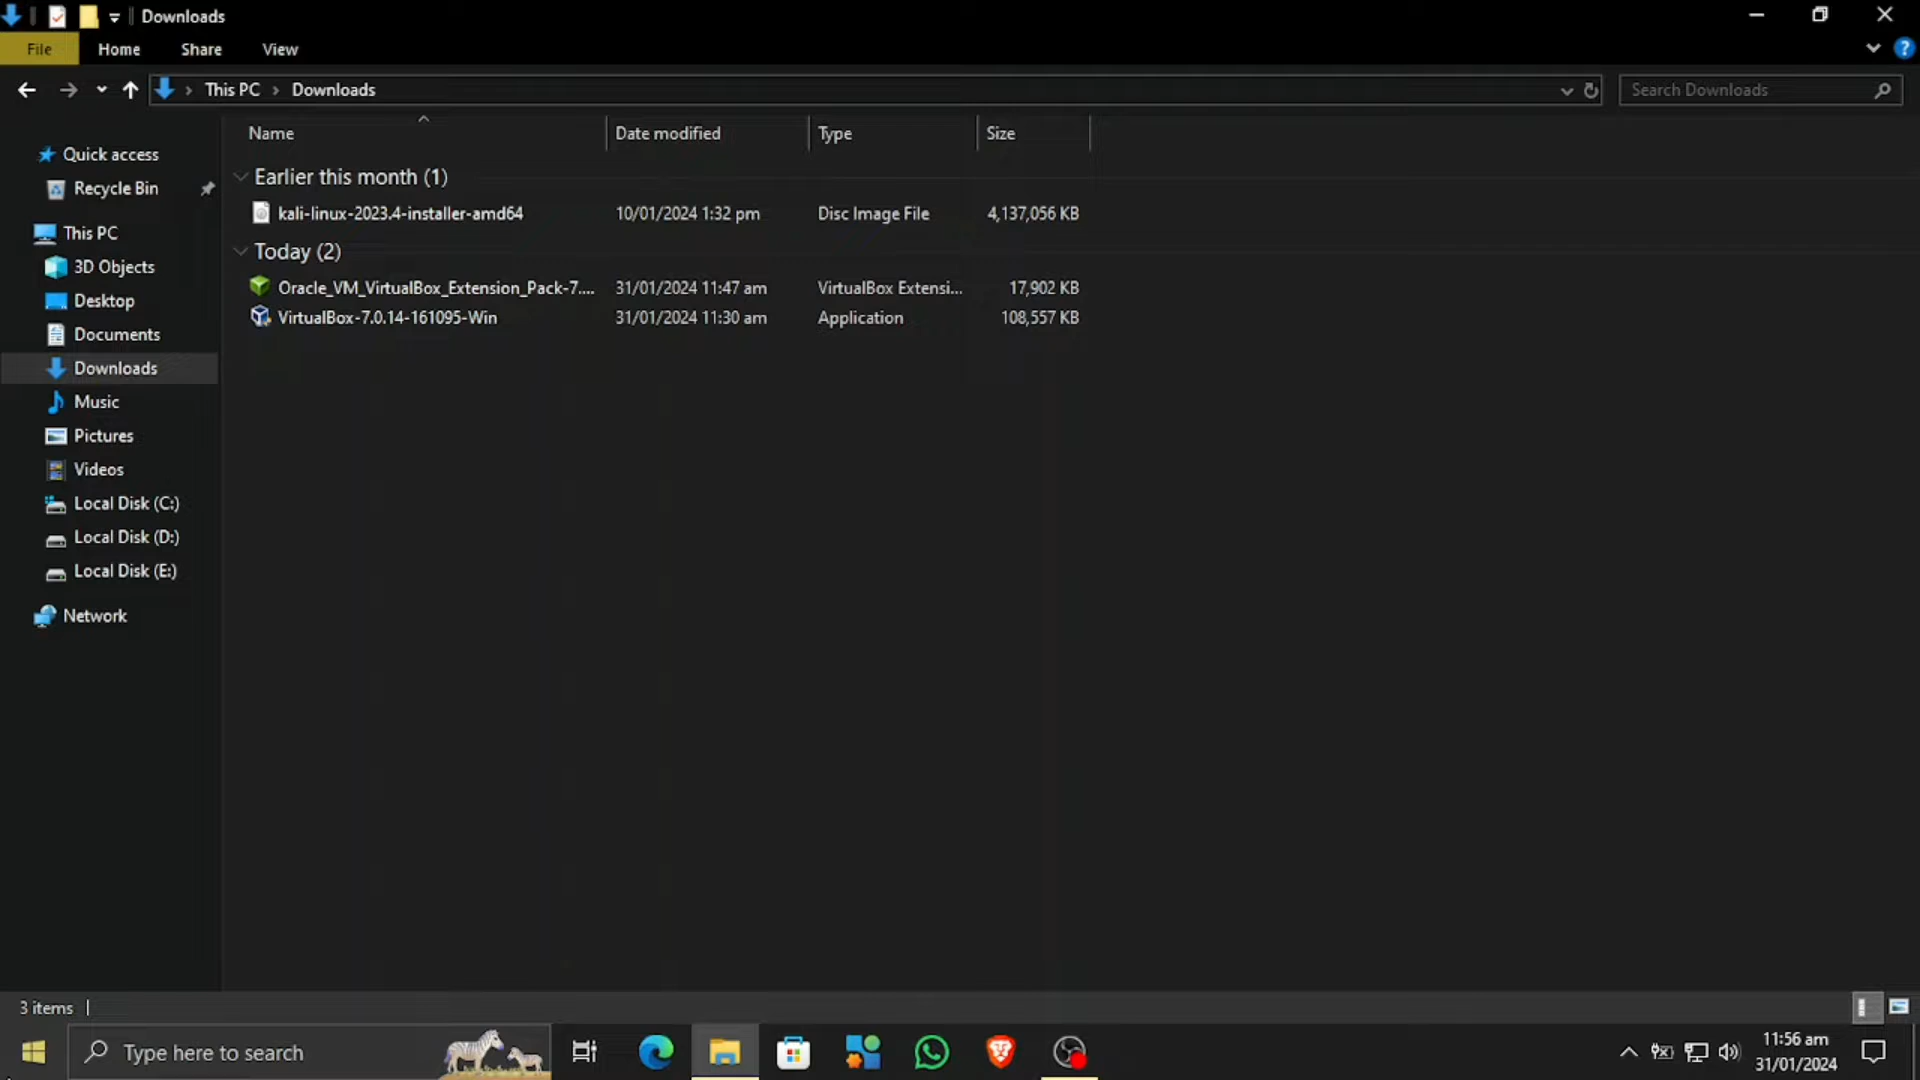 Downloads
File Home Share View
This PC Downloads
Search Downloads
Name Date modified Type Size
Quick access
Recycle Bin
This PC
3D Objects
Desktop
Documents
Downloads
Music
Pictures
Videos
Local Disk (C:)
Local Disk (D:)
Local Disk (E:)
Network
Earlier this month (1)
kali-linux-2023.4-installer-amd64 10/01/2024 1:32 pm Disc Image File 4,137,056 KB
Today (2)
Oracle_VM_VirtualBox_Extension_Pack-7.... 31/01/2024 11:47 am VirtualBox Extensi... 17,902 KB
VirtualBox-7.0.14-161095-Win 31/01/2024 11:30 am Application 108,557 KB
3 items
Type here to search
11:56 am
31/01/2024